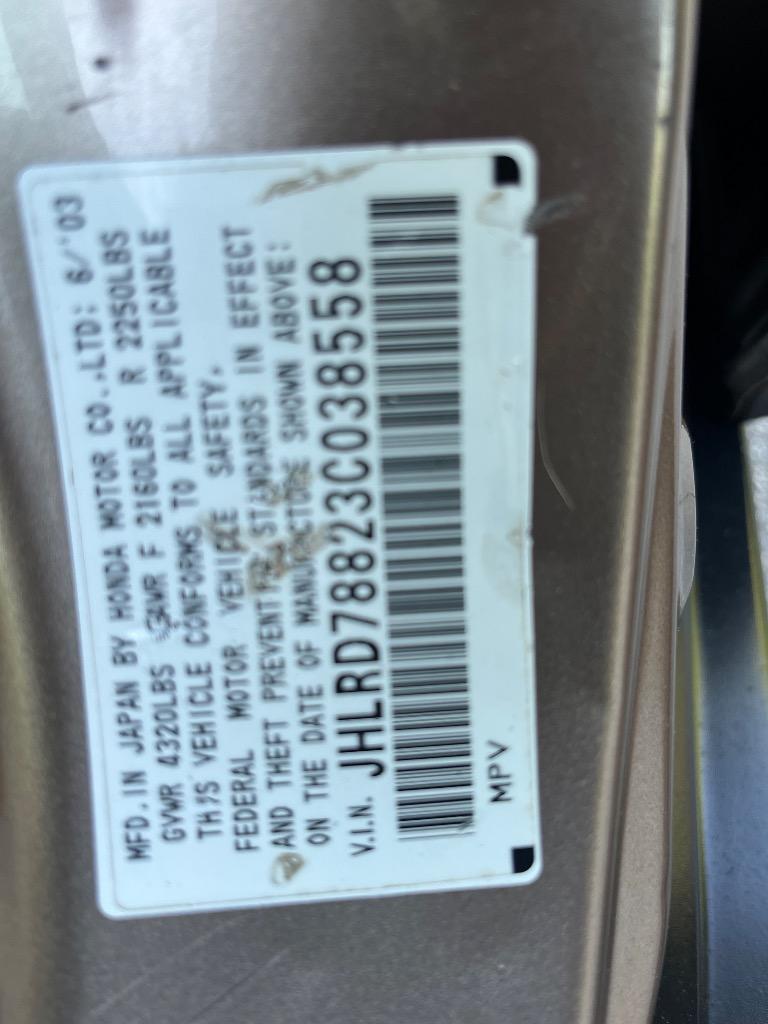 MFD. IN JAPAN BY HONDA MOTOR CO.,LTD: 6/'03
GVWR 4320LBS GAWR F 2160LBS R 2250LBS
THIS VEHICLE CONFORMS TO ALL APPLICABLE
FEDERAL MOTOR VEHICLE SAFETY,
AND THEFT PREVENTION STANDARDS IN EFFECT
ON THE DATE OF MANUFACTURE SHOWN ABOVE:
V.I.N. JHLRD78823C038558
MPV